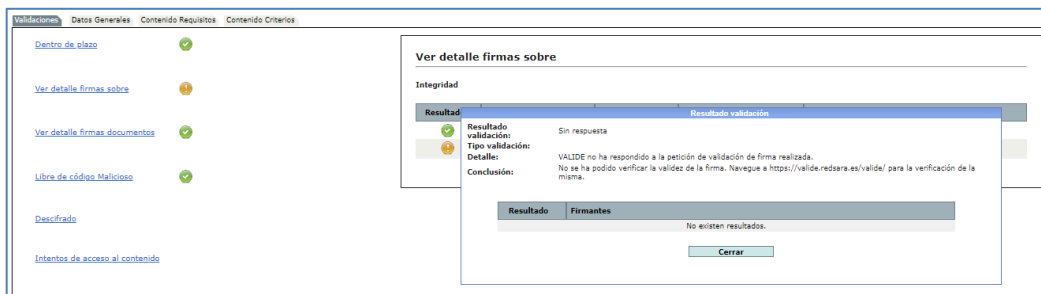 Validaciones Datos Generales Contenido Requisitos Contenido Criterios
Dentro de plazo
Ver detalle firmas sobre
Ver detalle firmas documentos
Libre de código Malicioso
Descifrado
Intentos de acceso al contenido
Ver detalle firmas sobre
Integridad
Resultad
Resultado validación
Resultado validación: Sin respuesta
Tipo validación:
Detalle: VALIDE no ha respondido a la petición de validación de firma realizada.
Conclusión: No se ha podido verificar la validez de la firma. Navegue a https://valide.redsara.es/valide/ para la verificación de la
misma.
Resultado Firmantes
No existen resultados.
Cerrar